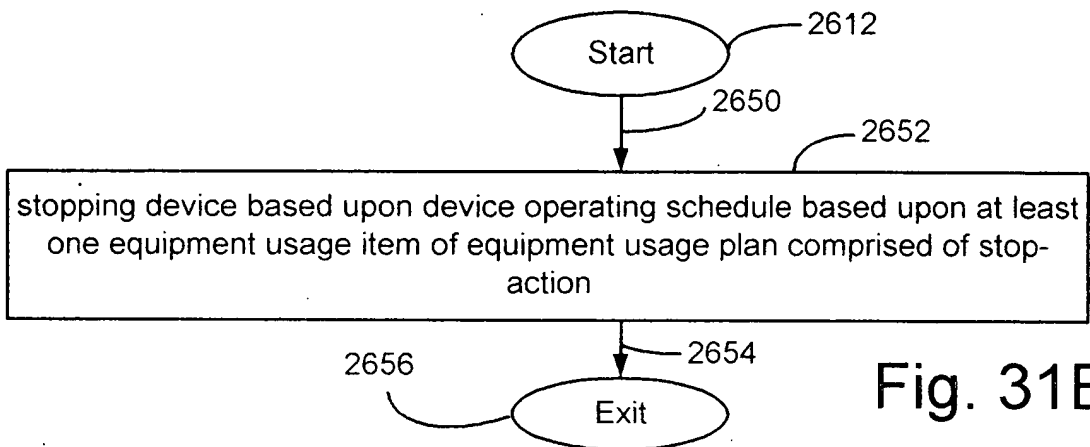 Start
2612
2650
2652
stopping device based upon device operating schedule based upon at least
one equipment usage item of equipment usage plan comprised of stop-
action
2654
2656
Exit
Fig. 31B